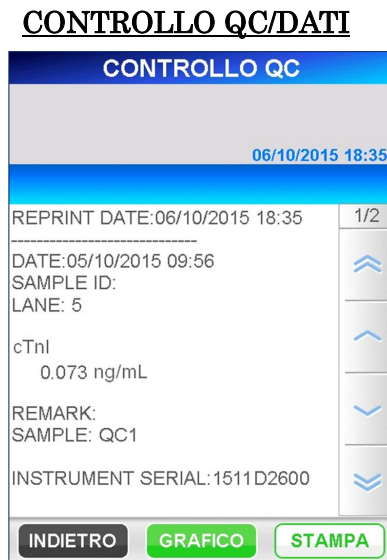 CONTROLLO QC/DATI
CONTROLLO QC
06/10/2015 18:35
REPRINT DATE:06/10/2015 18:35
1/2
-----------------------------
DATE:05/10/2015 09:56
SAMPLE ID:
LANE: 5
cTnI
0.073 ng/mL
REMARK:
SAMPLE: QC1
INSTRUMENT SERIAL:1511D2600
INDIETRO
GRAFICO
STAMPA